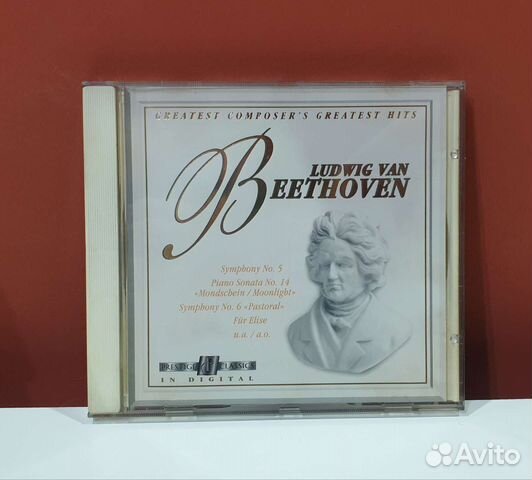 GREATEST COMPOSER'S GREATEST HITS
LUDWIG VAN
BEETHOVEN
Symphony No. 5
Piano Sonata No. 14
«Mondschein / Moonlight»
Symphony No. 6 «Pastoral»
Für Elise
u.a. / a.o.
PRESTIGE CLASSICS
IN DIGITAL
Avito